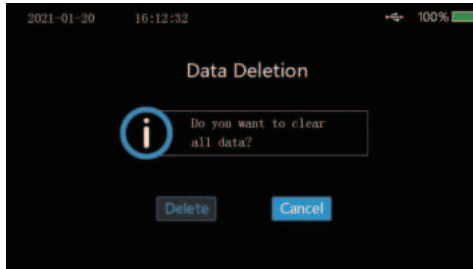 2021-01-20 16:12:32 100%
Data Deletion
Do you want to clear
all data?
Delete Cancel